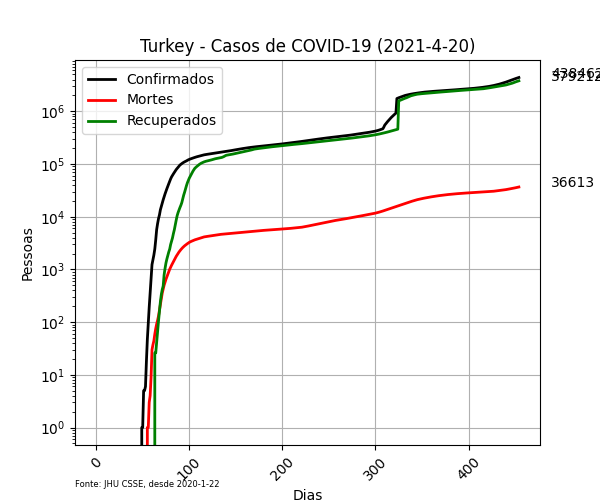 Turkey - Casos de COVID-19 (2021-4-20)
Confirmados
Mortes
Recuperados
36613
Pessoas
10⁶
10⁵
10⁴
10³
10²
10¹
10⁰
0
100
200
300
400
Fonte: JHU CSSE, desde 2020-1-22
Dias